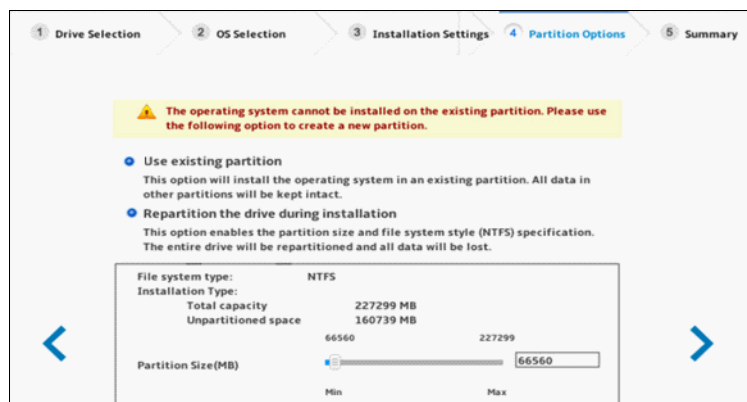 1 Drive Selection 2 OS Selection 3 Installation Settings 4 Partition Options 5 Summary
The operating system cannot be installed on the existing partition. Please use
the following option to create a new partition.
Use existing partition
This option will install the operating system in an existing partition. All data in
other partitions will be kept intact.
Repartition the drive during installation
This option enables the partition size and file system style (NTFS) specification.
The entire drive will be repartitioned and all data will be lost.
File system type: NTFS
Installation Type:
Total capacity 227299 MB
Unpartitioned space 160739 MB
66560 227299
Partition Size(MB) 66560
Min Max